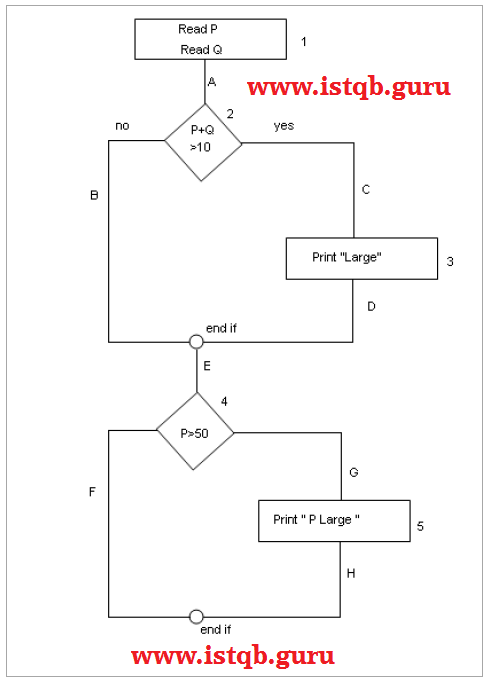 Read P
Read Q
1
A
www.istqb.guru
2
no
yes
P+Q
>10
B
C
Print "Large"
3
D
end if
E
4
P>50
F
G
Print " P Large "
5
H
end if
www.istqb.guru